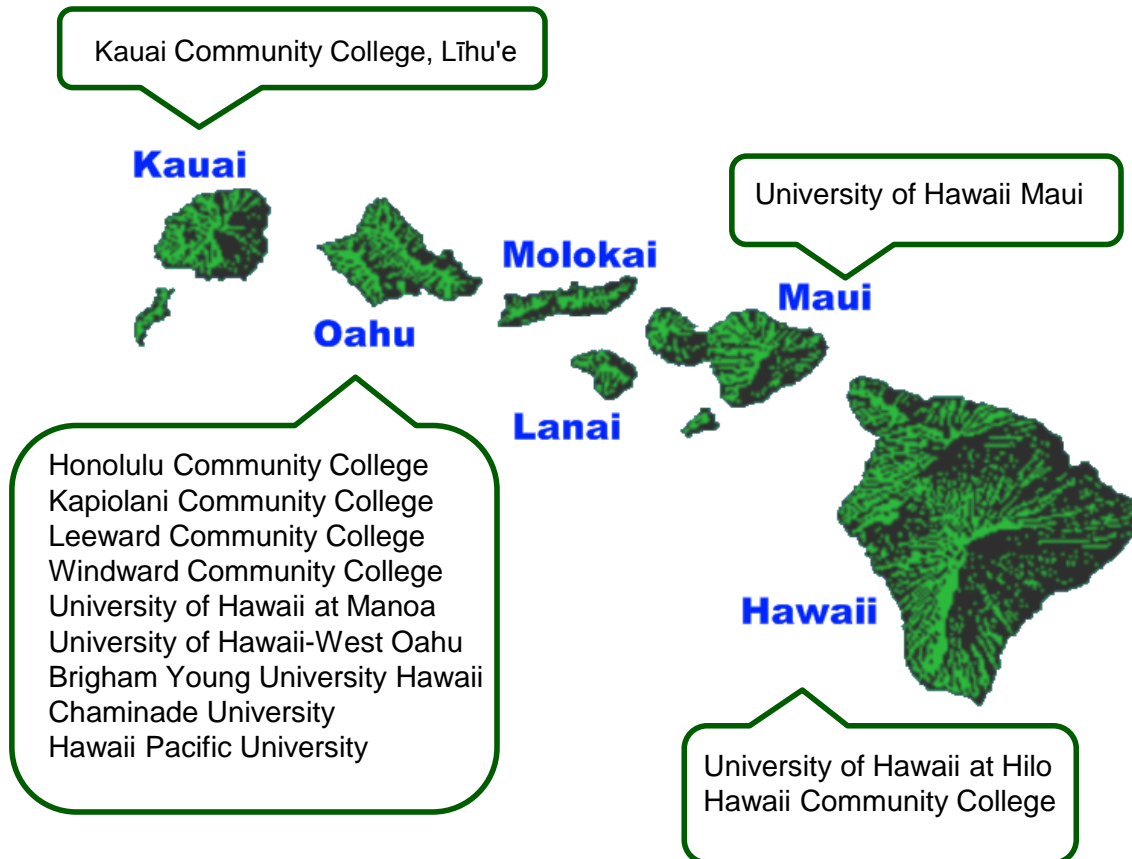 Kauai Community College, Līhu'e
Kauai
University of Hawaii Maui
Molokai
Maui
Oahu
Lanai
Honolulu Community College
Kapiolani Community College
Leeward Community College
Windward Community College
University of Hawaii at Manoa
University of Hawaii-West Oahu
Brigham Young University Hawaii
Chaminade University
Hawaii Pacific University
Hawaii
University of Hawaii at Hilo
Hawaii Community College